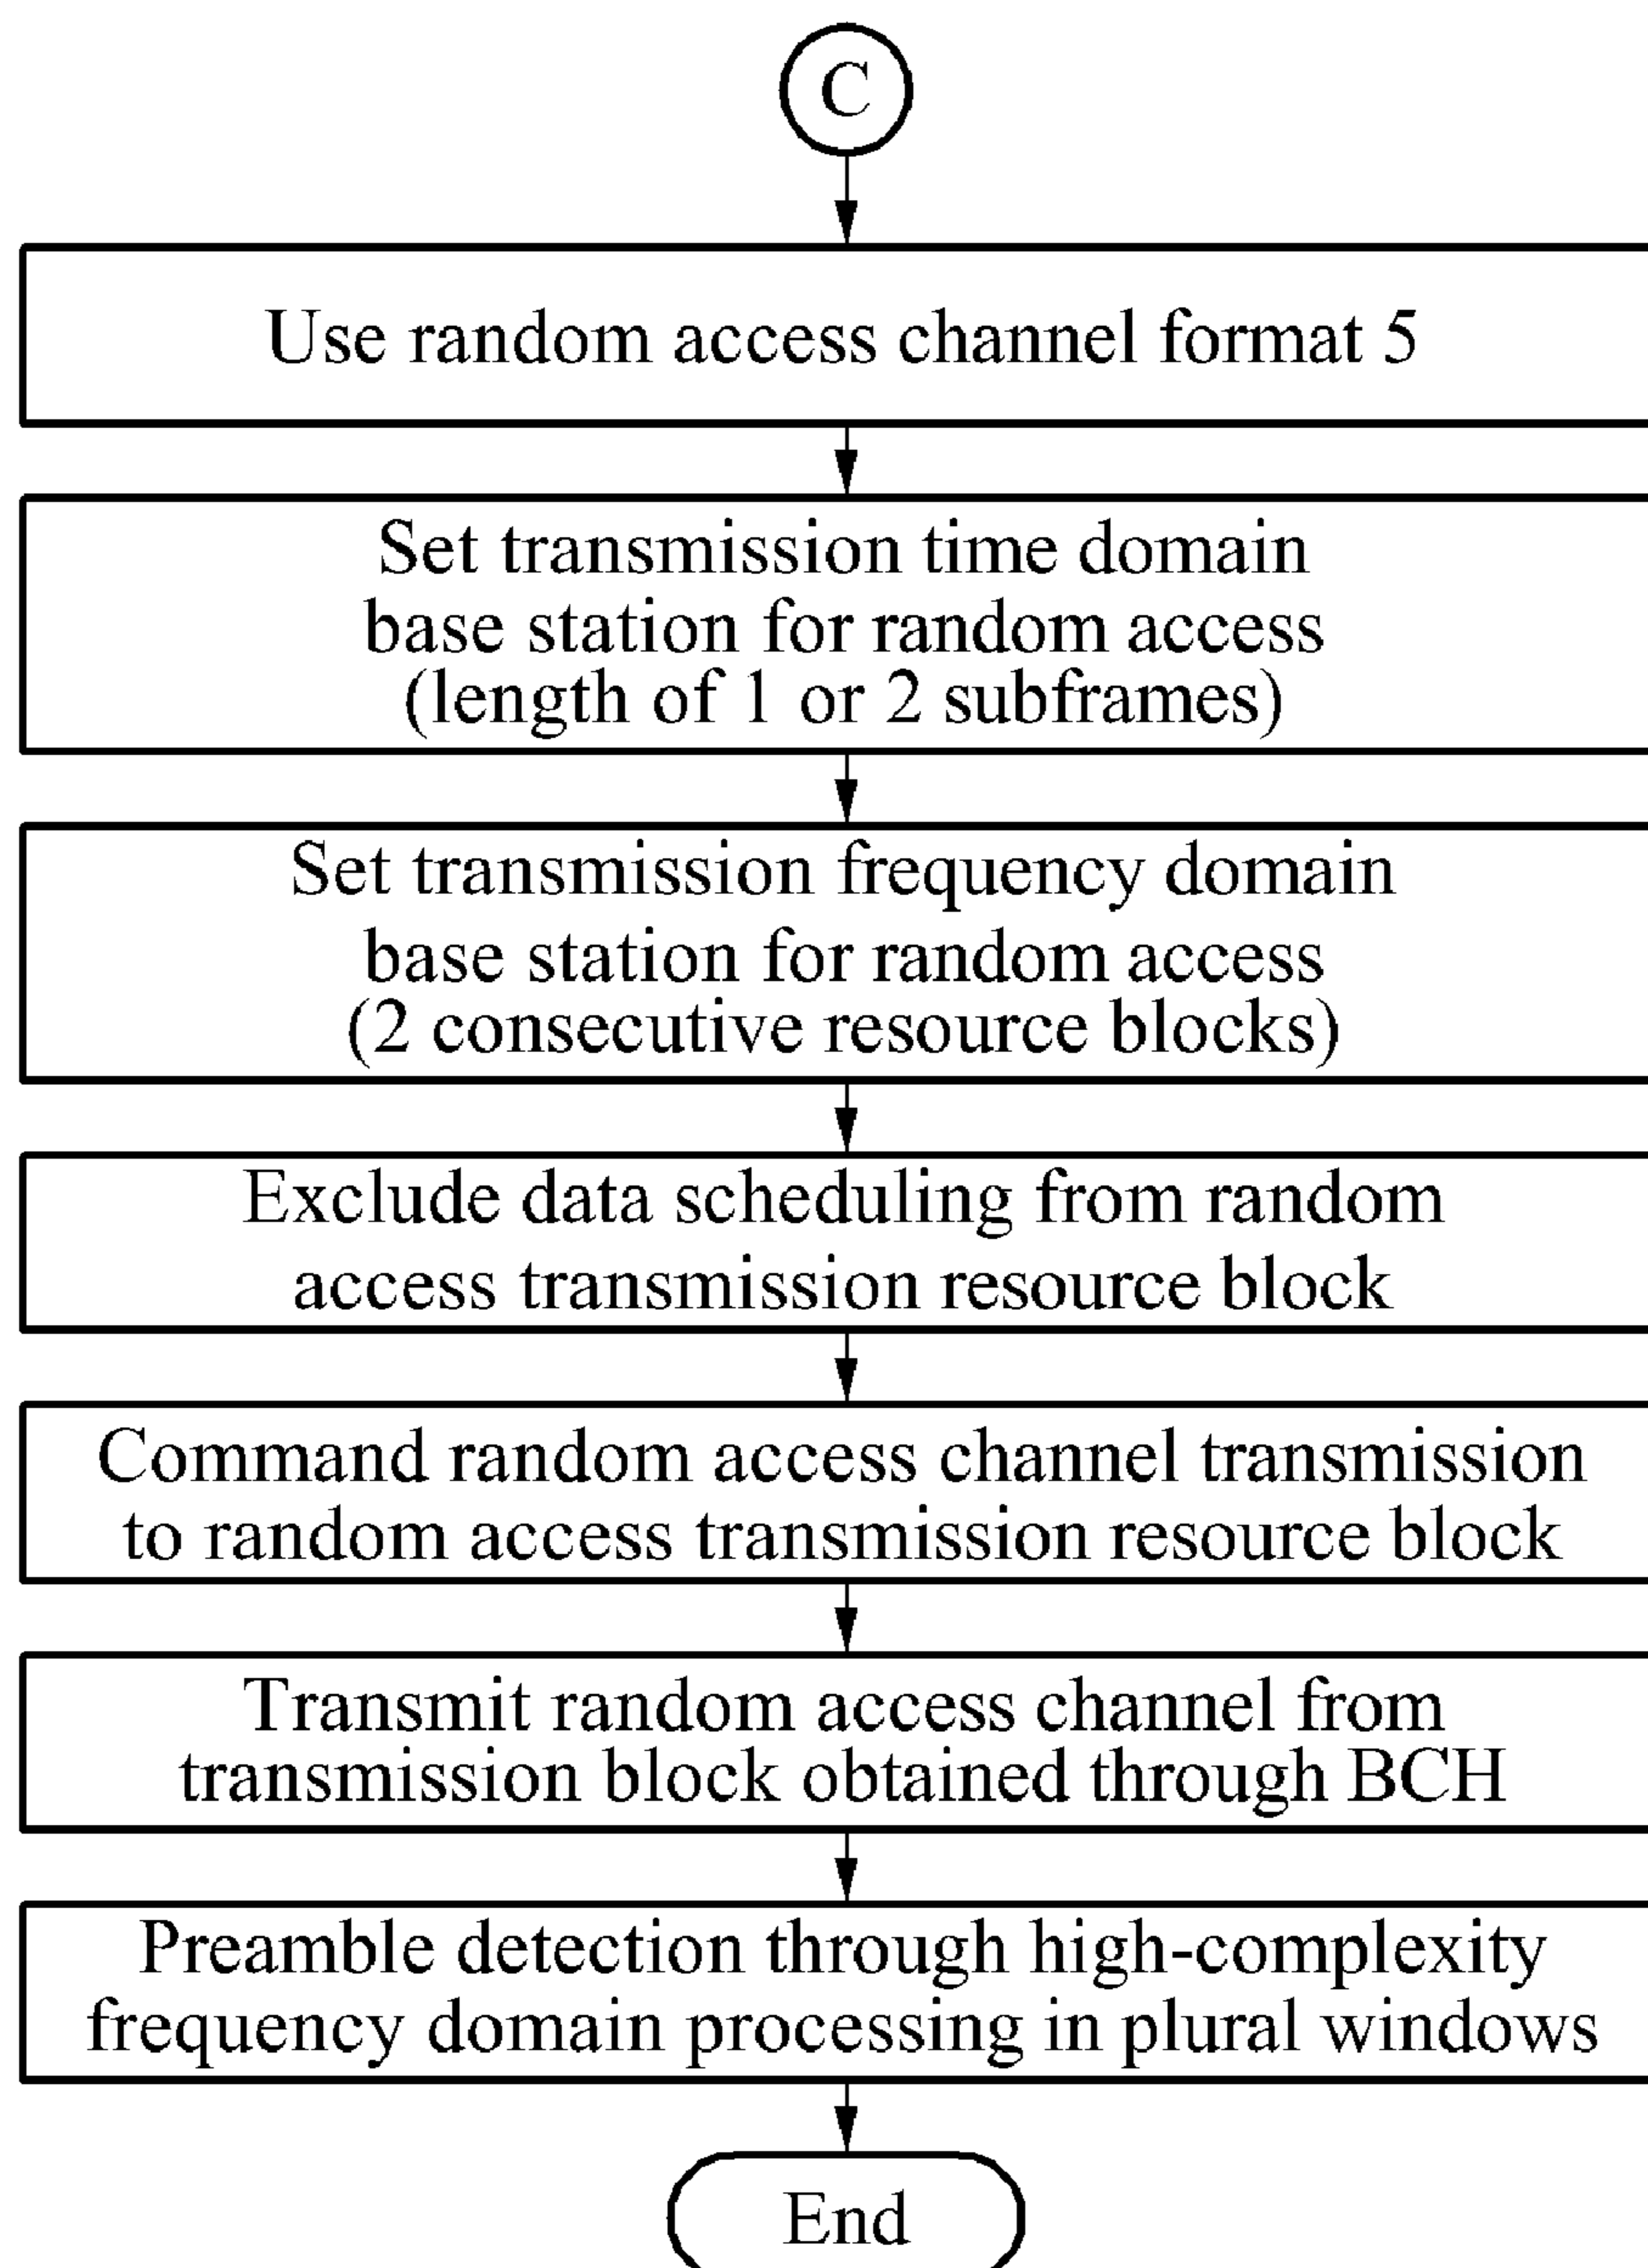 C
Use random access channel format 5
Set transmission time domain
base station for random access
(length of 1 or 2 subframes)
Set transmission frequency domain
base station for random access
(2 consecutive resource blocks)
Exclude data scheduling from random
access transmission resource block
Command random access channel transmission
to random access transmission resource block
Transmit random access channel from
transmission block obtained through BCH
Preamble detection through high-complexity
frequency domain processing in plural windows
End